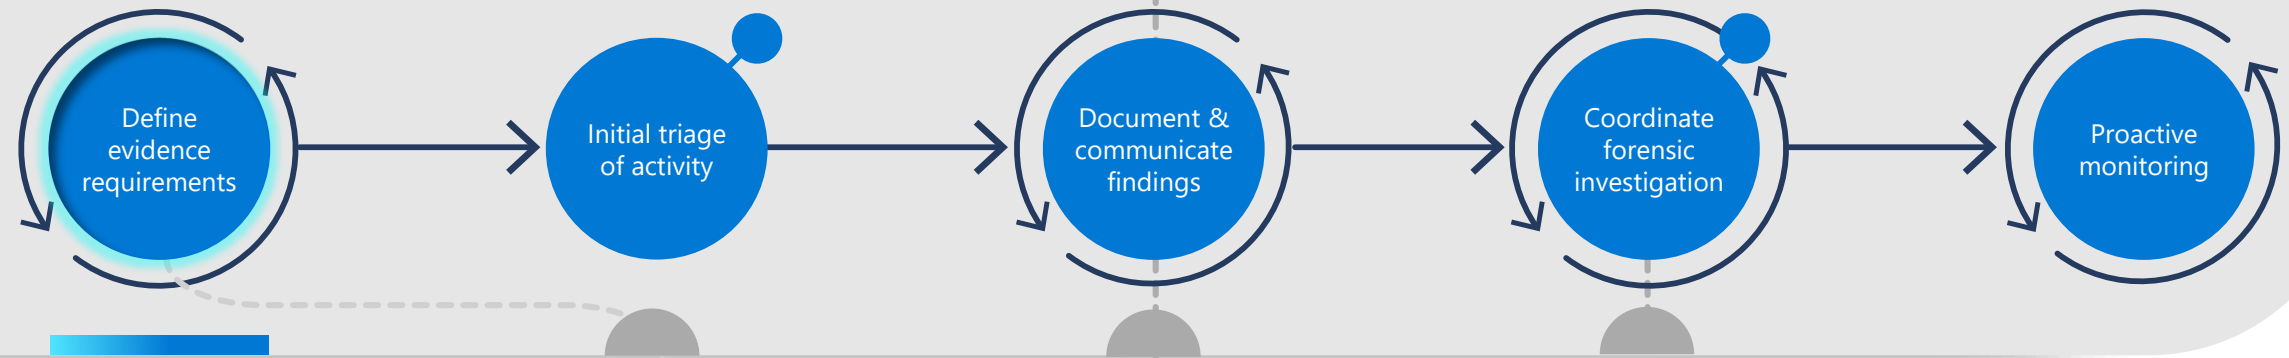 Define
evidence
requirements
Initial triage
of activity
Document &
communicate
findings
Coordinate
forensic
investigation
Proactive
monitoring